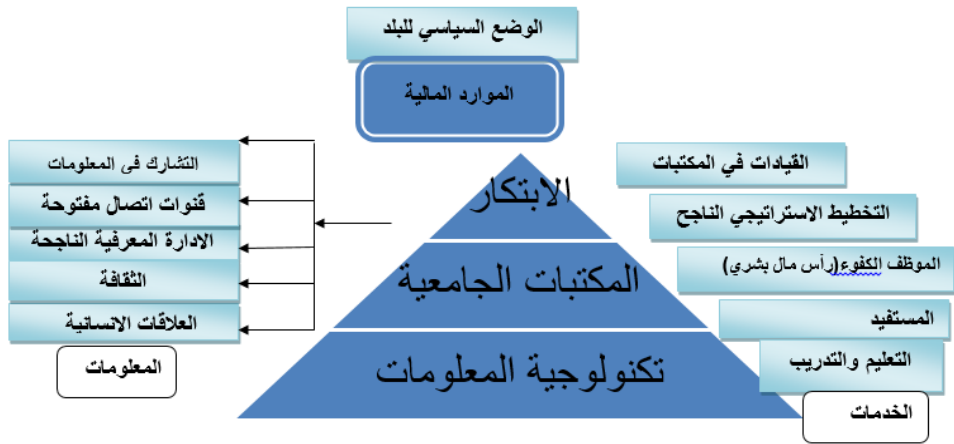 الوضع السياسي للبلد
الموارد المالية
القيادات في المكتبات
التخطيط الاستراتيجي الناجح
الموظف الكفوء(رأس مال بشري)
المستفيد
التعليم والتدريب
الخدمات
الابتكار
المكتبات الجامعية
تكنولوجية المعلومات
التشارك فى المعلومات
قنوات اتصال مفتوحة
الادارة المعرفية الناجحة
الثقافة
العلاقات الانسانية
المعلومات